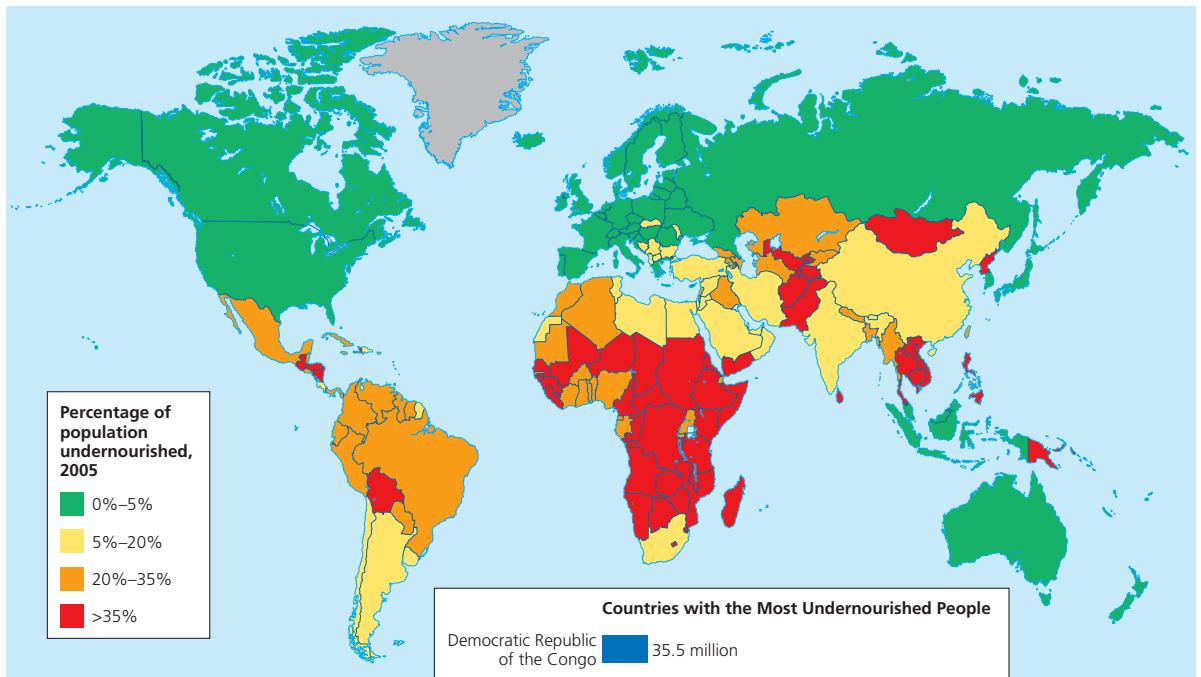 Percentage of
population
undernourished,
2005
0%–5%
5%–20%
20%–35%
>35%
Countries with the Most Undernourished People
Democratic Republic
of the Congo
35.5 million